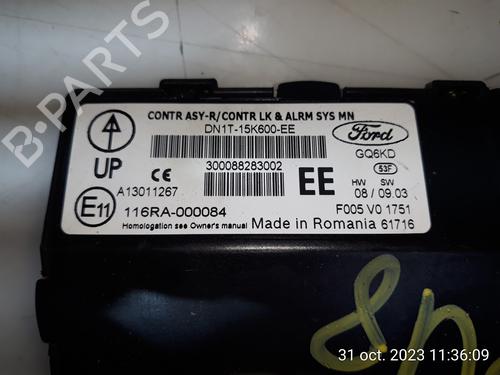 B-PARTS
CONTR ASY-R/CONTR LK & ALRM SYS MN
DN1T-15K600-EE
Ford
UP
300088283002
GQ6KD
53F
A13011267
CE
EE
HW SW
08 / 09.03
E11
116RA-000084
F005 V0 1751
Homologation see Owner's manual
Made in Romania 61716
31 oct. 2023 11:36:09